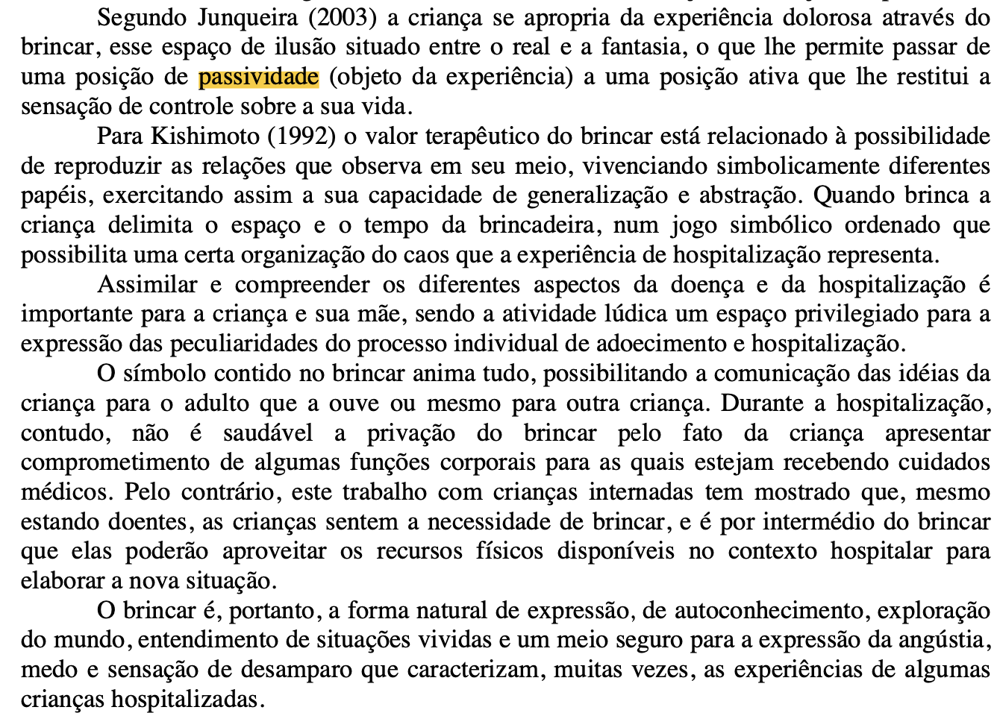 Segundo Junqueira (2003) a criança se apropria da experiência dolorosa através do
brincar, esse espaço de ilusão situado entre o real e a fantasia, o que lhe permite passar de
uma posição de passividade (objeto da experiência) a uma posição ativa que lhe restitui a
sensação de controle sobre a sua vida.
Para Kishimoto (1992) o valor terapêutico do brincar está relacionado à possibilidade
de reproduzir as relações que observa em seu meio, vivenciando simbolicamente diferentes
papéis, exercitando assim a sua capacidade de generalização e abstração. Quando brinca a
criança delimita o espaço e o tempo da brincadeira, num jogo simbólico ordenado que
possibilita uma certa organização do caos que a experiência de hospitalização representa.
Assimilar e compreender os diferentes aspectos da doença e da hospitalização é
importante para a criança e sua mãe, sendo a atividade lúdica um espaço privilegiado para a
expressão das peculiaridades do processo individual de adoecimento e hospitalização.
O símbolo contido no brincar anima tudo, possibilitando a comunicação das idéias da
criança para o adulto que a ouve ou mesmo para outra criança. Durante a hospitalização,
contudo, não é saudável a privação do brincar pelo fato da criança apresentar
comprometimento de algumas funções corporais para as quais estejam recebendo cuidados
médicos. Pelo contrário, este trabalho com crianças internadas tem mostrado que, mesmo
estando doentes, as crianças sentem a necessidade de brincar, e é por intermédio do brincar
que elas poderão aproveitar os recursos físicos disponíveis no contexto hospitalar para
elaborar a nova situação.
O brincar é, portanto, a forma natural de expressão, de autoconhecimento, exploração
do mundo, entendimento de situações vividas e um meio seguro para a expressão da angústia,
medo e sensação de desamparo que caracterizam, muitas vezes, as experiências de algumas
crianças hospitalizadas.